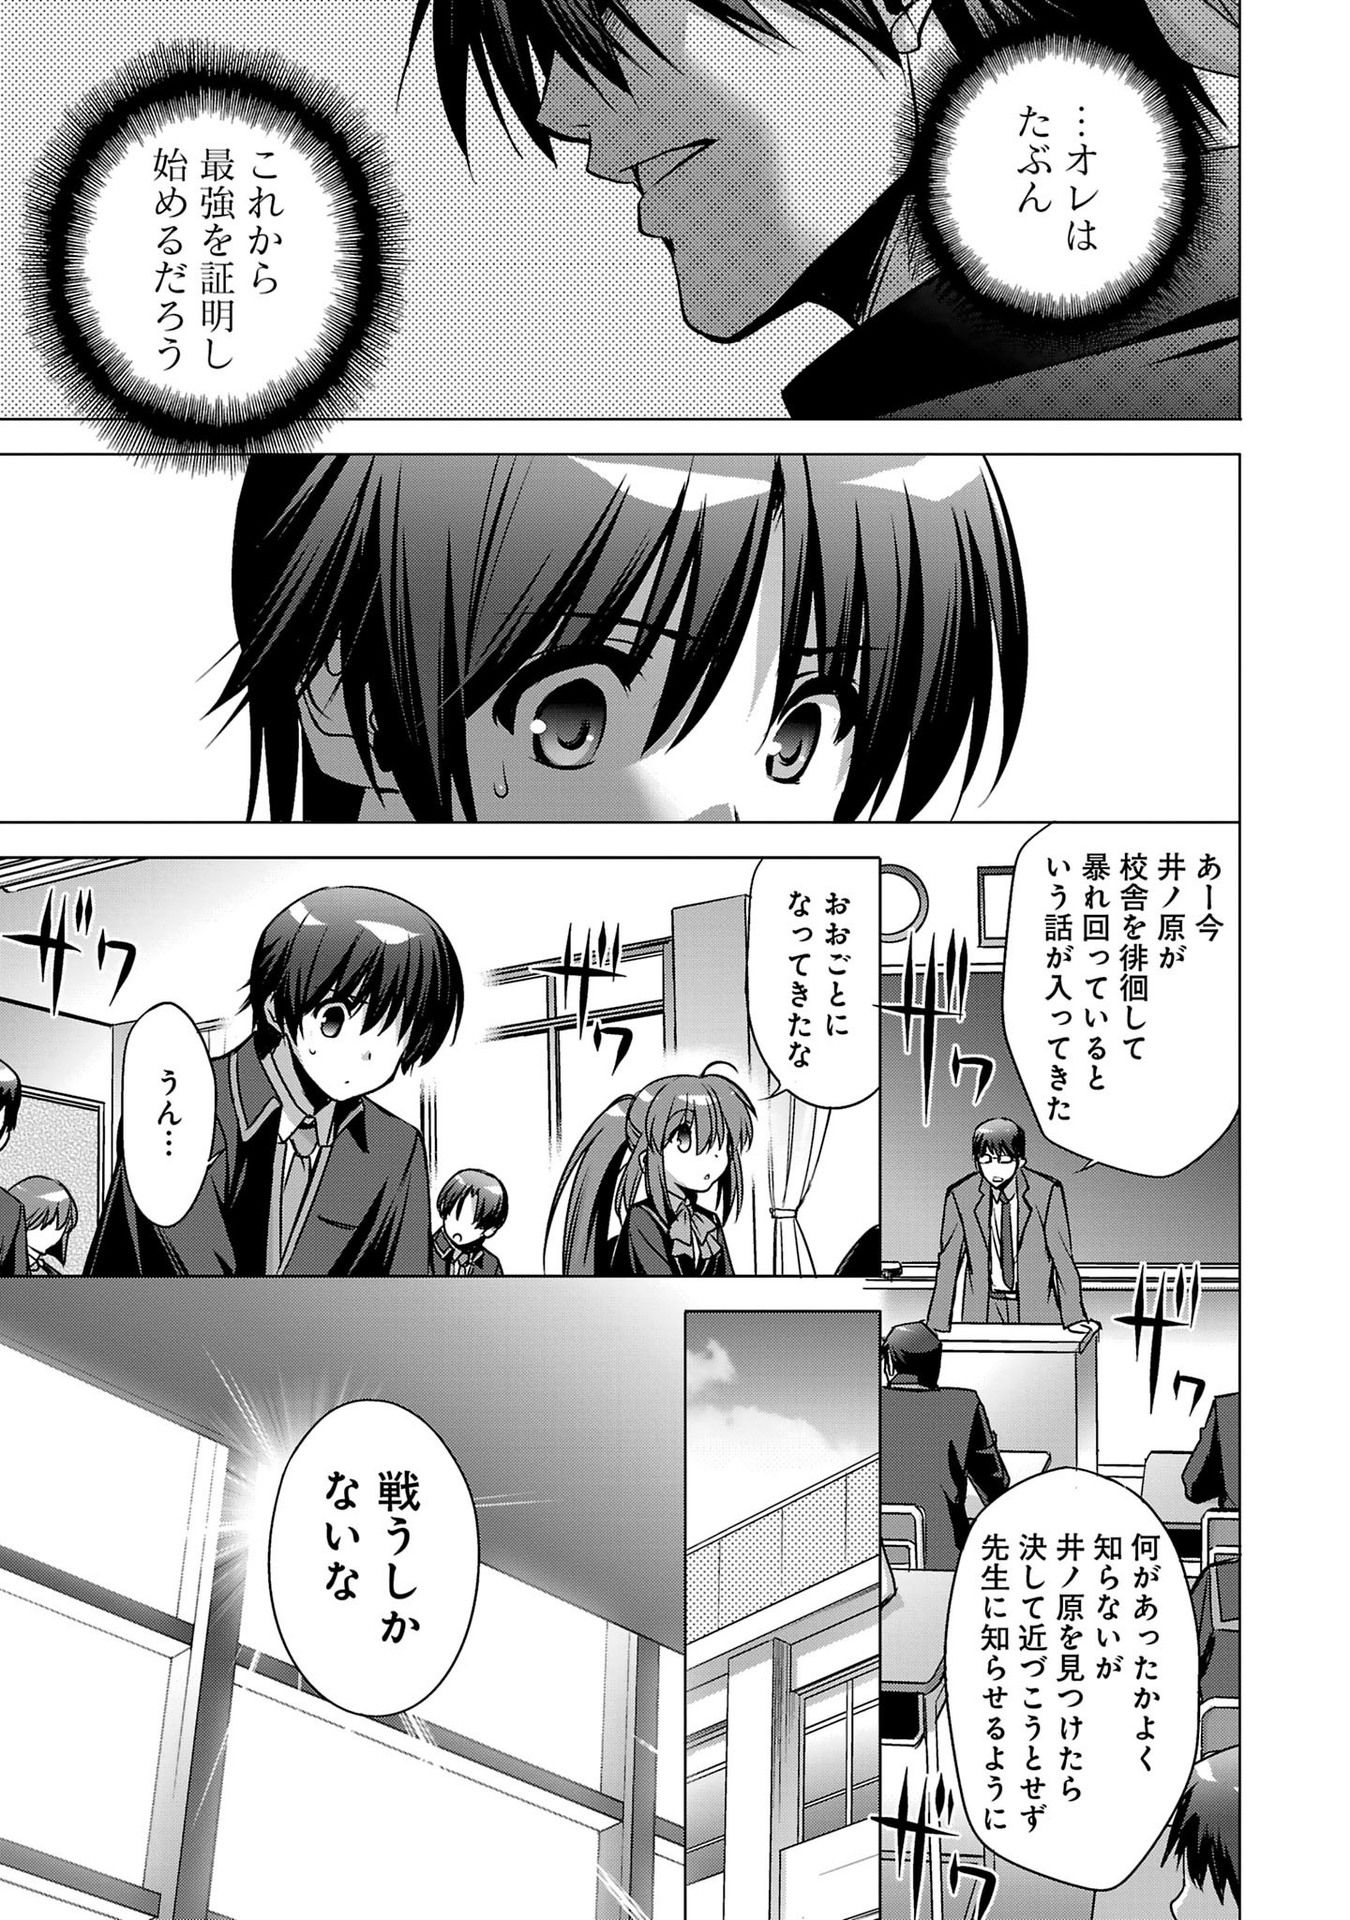 …オレは
たぶん
これから
最強を証明し
始めるだろう
あー今
井ノ原が
校舎を徘徊して
暴れ回っていると
いう話が入ってきた
ザワ
何があったかよく
知らないが
井ノ原を見つけたら
決して近づこうとせず
先生に知らせるように
ザワ
おおごとに
なってきたな
ザワ
うん…
ザワ
戦うしか
ないな